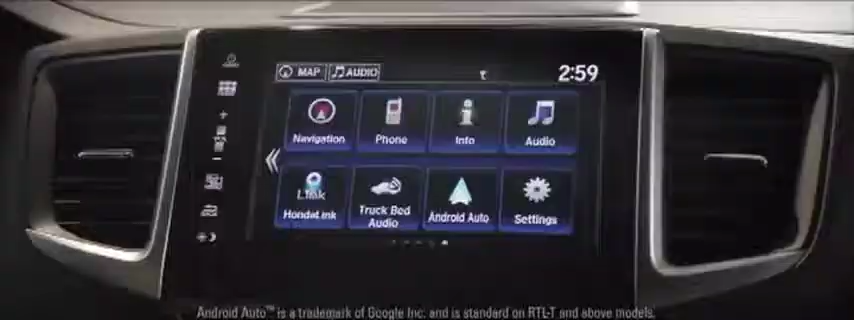 MAP AUDIO 2:59
Navigation Phone Info Audio
Link
HondaLink Truck Bed Audio Android Auto Settings
Android Auto™ is a trademark of Google Inc. and is standard on RTL-T and above models.